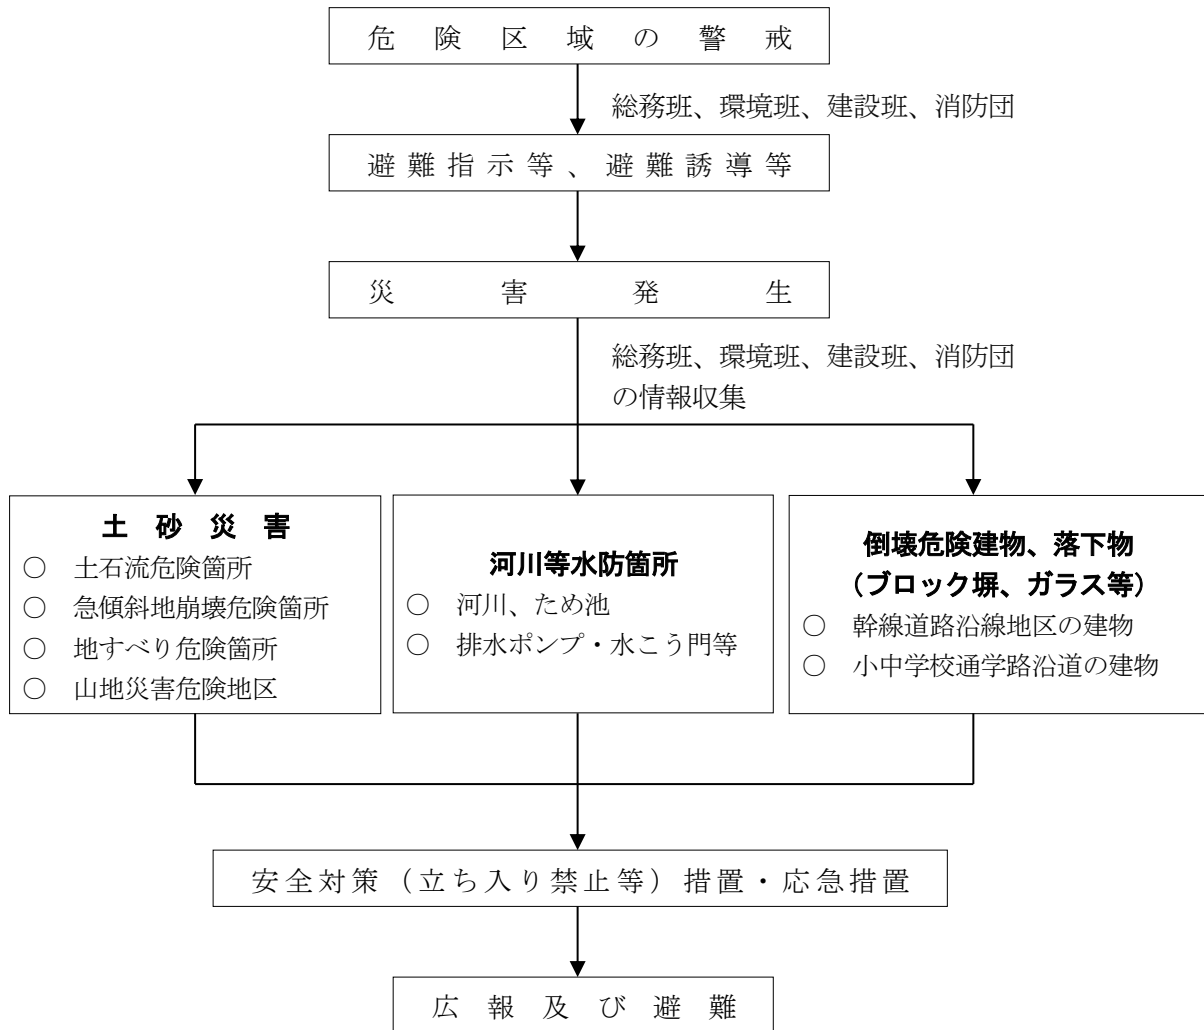 危険区域の警戒
総務班、環境班、建設班、消防団
避難指示等、避難誘導等
災害発生
総務班、環境班、建設班、消防団
の情報収集
土砂災害
○ 土石流危険箇所
○ 急傾斜地崩壊危険箇所
○ 地すべり危険箇所
○ 山地災害危険地区
河川等水防箇所
○ 河川、ため池
○ 排水ポンプ・水こう門等
倒壊危険建物、落下物
（ブロック塀、ガラス等）
○ 幹線道路沿線地区の建物
○ 小中学校通学路沿道の建物
安全対策（立ち入り禁止等）措置・応急措置
広報及び避難